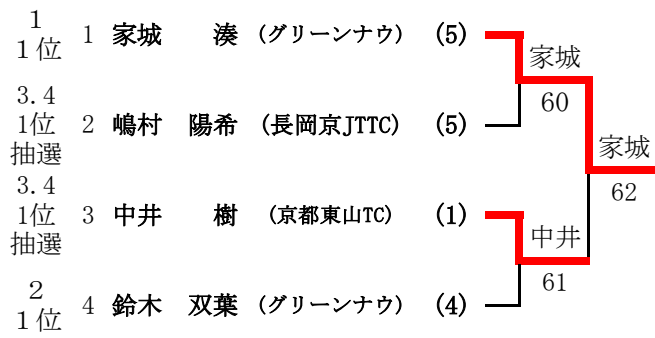 1
1位 1 家城 湊 (グリーンナウ) (5)
家城
60
3.4
1位
抽選 2 嶋村 陽希 (長岡京JTTC) (5)
家城
62
3.4
1位
抽選 3 中井 樹 (京都東山TC) (1)
中井
61
2
1位 4 鈴木 双葉 (グリーンナウ) (4)